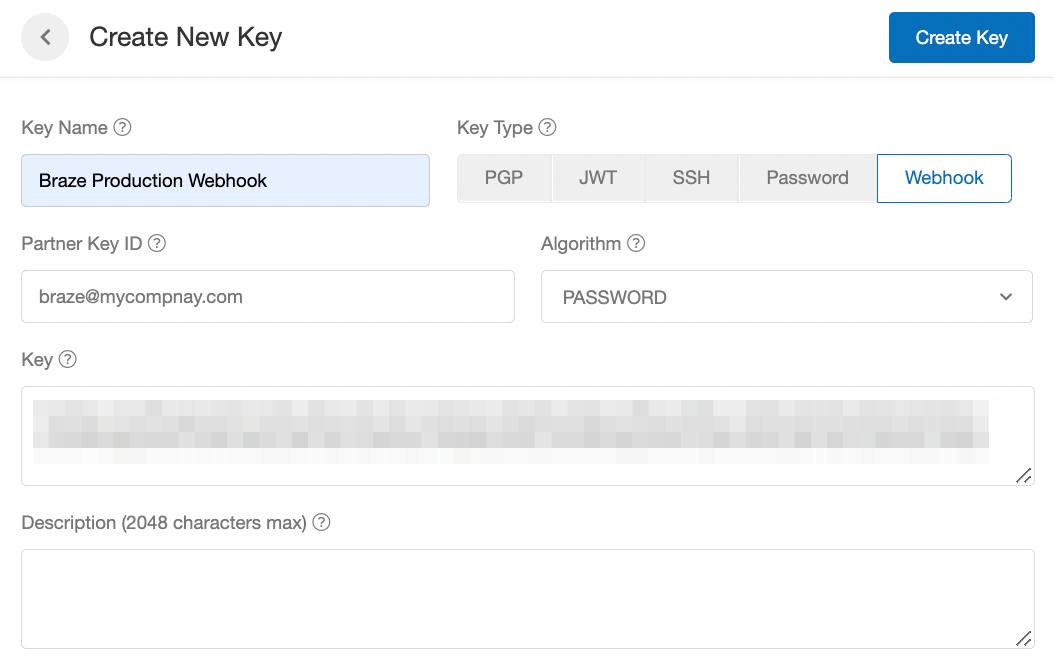 Create New Key
Create Key
Key Name ?
Key Type ?
Braze Production Webhook
PGP JWT SSH Password Webhook
Partner Key ID ?
Algorithm ?
braze@mycompnay.com
PASSWORD
Key ?
Description (2048 characters max) ?